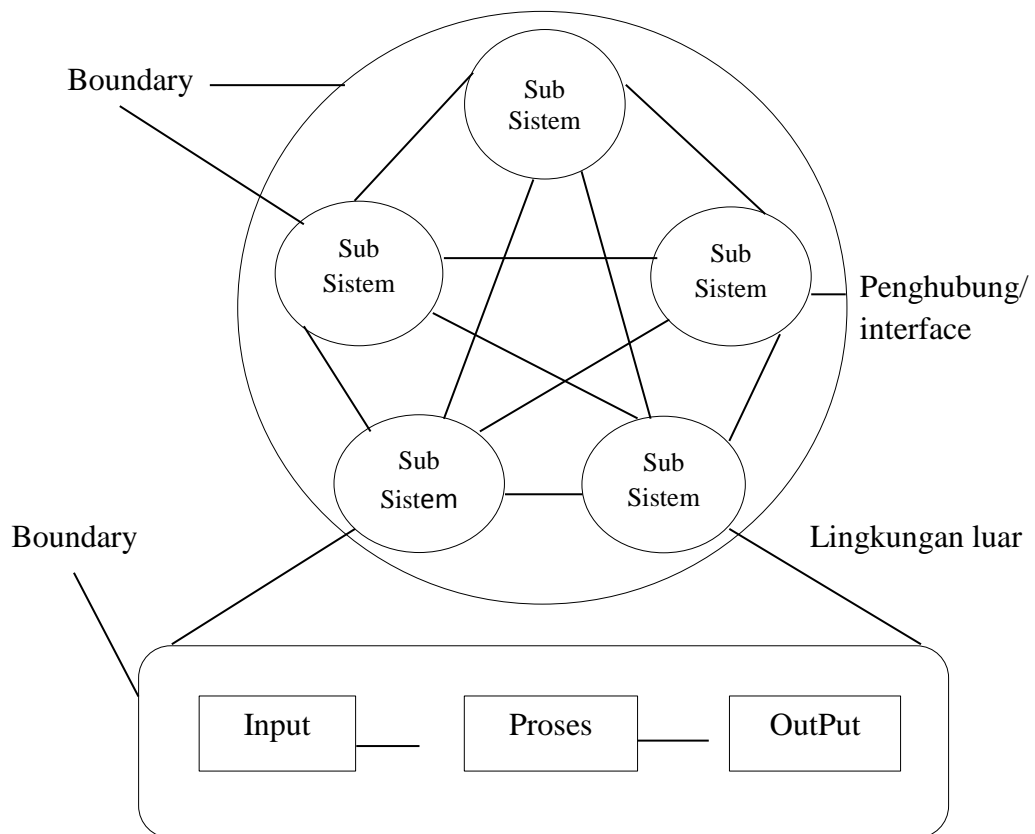 Boundary
Sub
Sistem
Sub
Sistem
Sub
Sistem
Penghubung/
interface
Sub
Sistem
Sub
Sistem
Boundary
Lingkungan luar
Input
Proses
OutPut